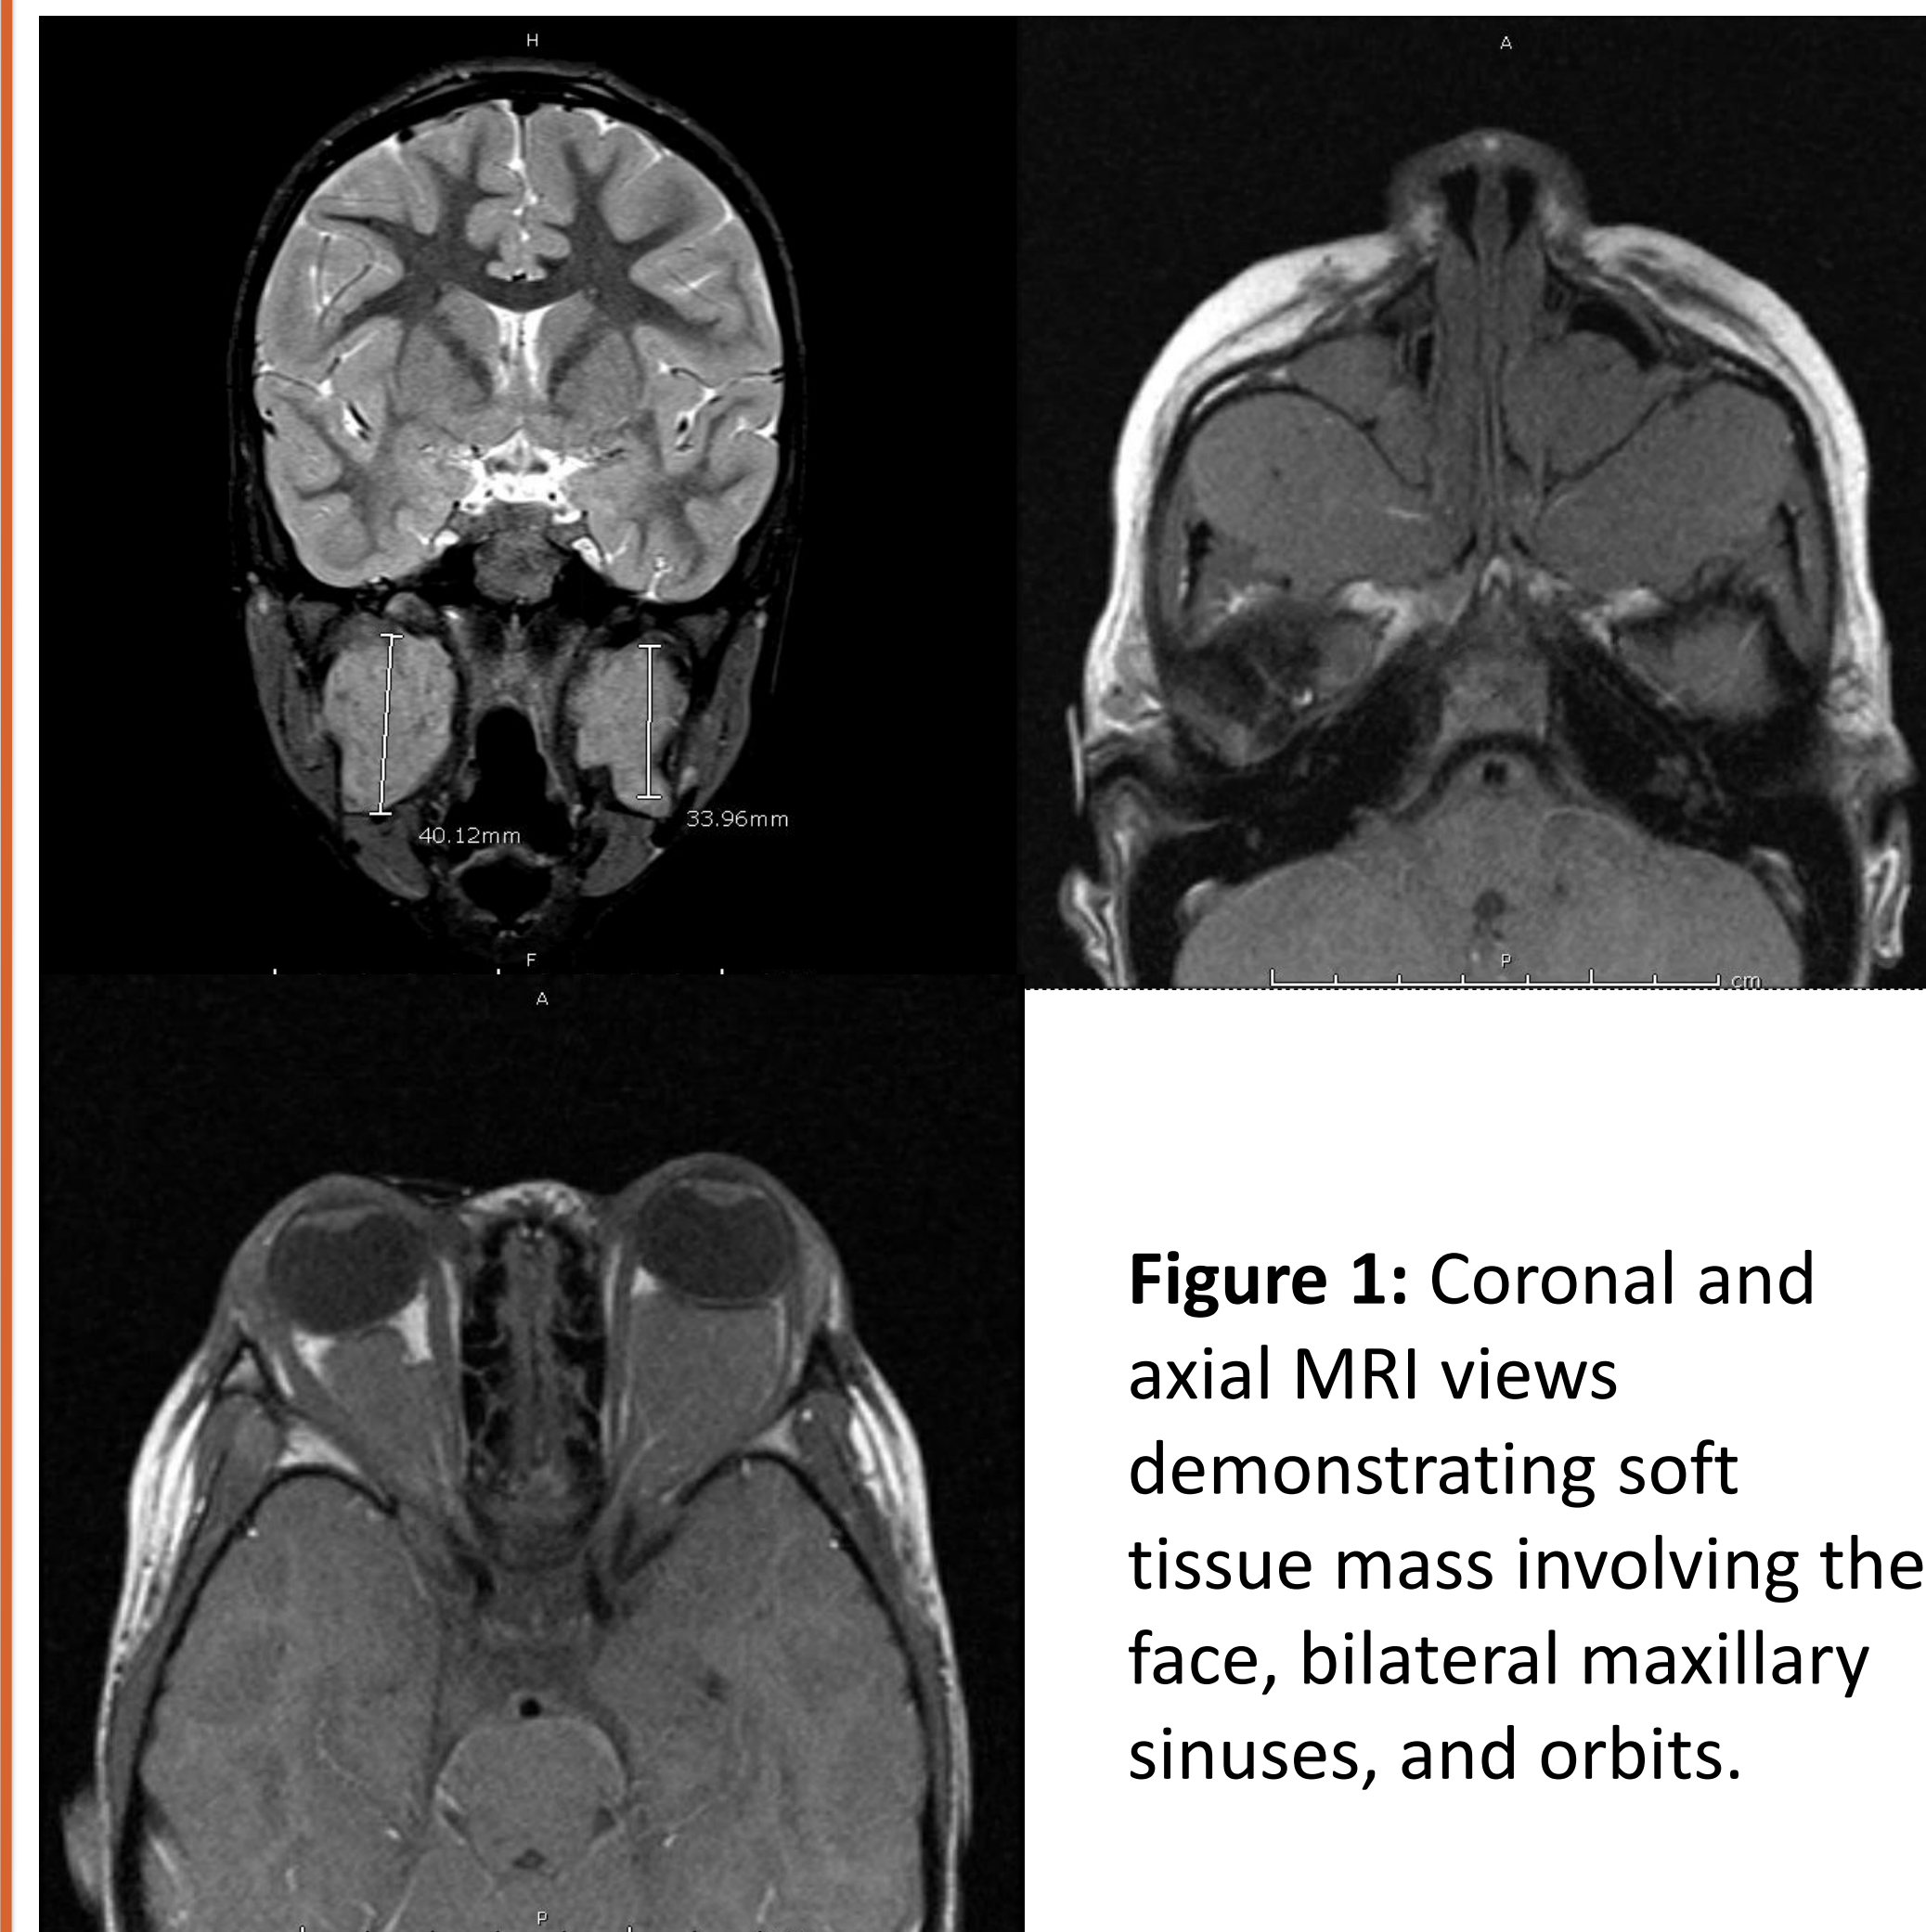 H
A
40.12mm
33.96mm
F
P
cm
A
Figure 1: Coronal and
axial MRI views
demonstrating soft
tissue mass involving the
face, bilateral maxillary
sinuses, and orbits.
P